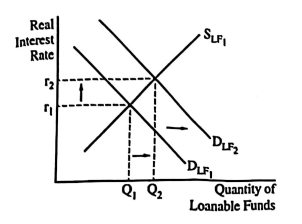 Real
Interest
Rate
S_LF₁
r₂
r₁
D_LF₂
D_LF₁
Q₁ Q₂
Quantity of
Loanable Funds